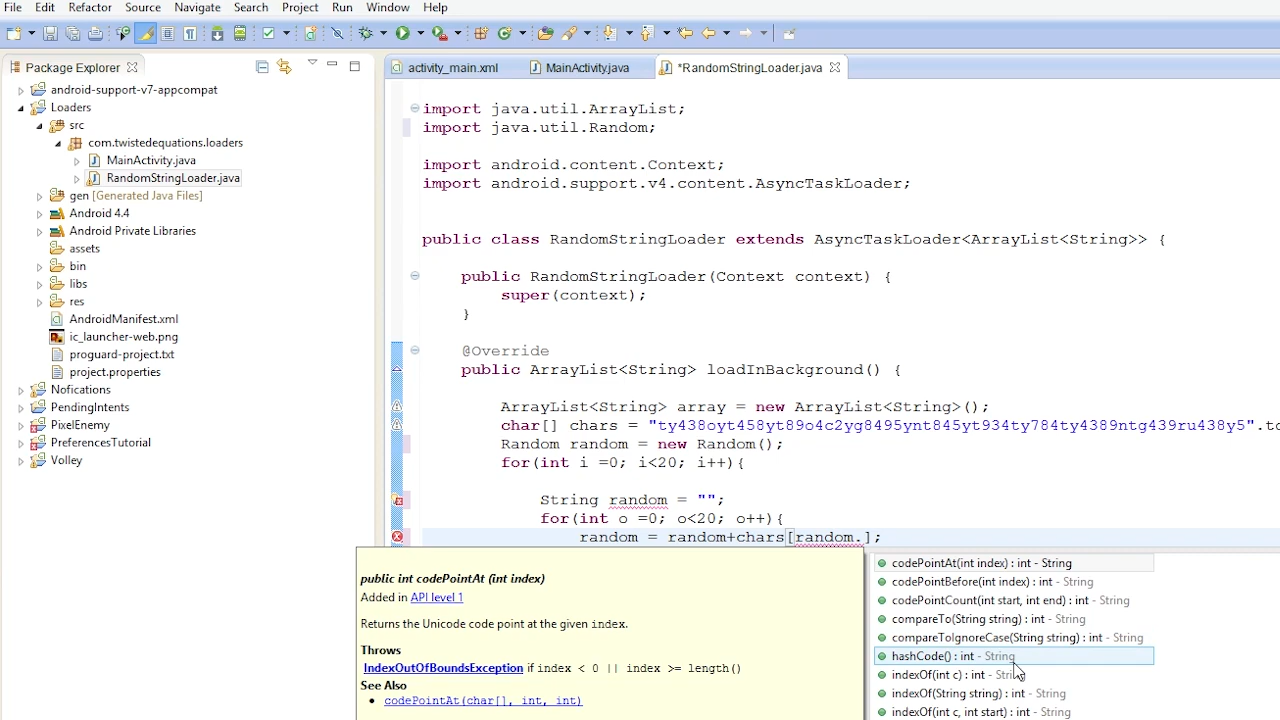 File Edit Refactor Source Navigate Search Project Run Window Help
Package Explorer
activity_main.xml MainActivity.java *RandomStringLoader.java
android-support-v7-appcompat
Loaders
src
com.twistedequations.loaders
MainActivity.java
RandomStringLoader.java
gen [Generated Java Files]
Android 4.4
Android Private Libraries
assets
bin
libs
res
AndroidManifest.xml
ic_launcher-web.png
proguard-project.txt
project.properties
Nofications
PendingIntents
PixelEnemy
PreferencesTutorial
Volley
import java.util.ArrayList;
import java.util.Random;
import android.content.Context;
import android.support.v4.content.AsyncTaskLoader;
public class RandomStringLoader extends AsyncTaskLoader<ArrayList<String>> {
public RandomStringLoader(Context context) {
super(context);
}
@Override
public ArrayList<String> loadInBackground() {
ArrayList<String> array = new ArrayList<String>();
char[] chars = "ty438oyt458yt89o4c2yg8495ynt845yt934ty784ty4389ntg439ru438y5".to
Random random = new Random();
for(int i =0; i<20; i++){
String random = "";
for(int o =0; o<20; o++){
random = random+chars[random.];
public int codePointAt (int index)
Added in API level 1
Returns the Unicode code point at the given index.
Throws
IndexOutOfBoundsException if index < 0 || index >= length()
See Also
• codePointAt(char[], int, int)
codePointAt(int index) : int - String
codePointBefore(int index) : int - String
codePointCount(int start, int end) : int - String
compareTo(String string) : int - String
compareToIgnoreCase(String string) : int - String
hashCode() : int - String
indexOf(int c) : int - String
indexOf(String string) : int - String
indexOf(int c, int start) : int - String